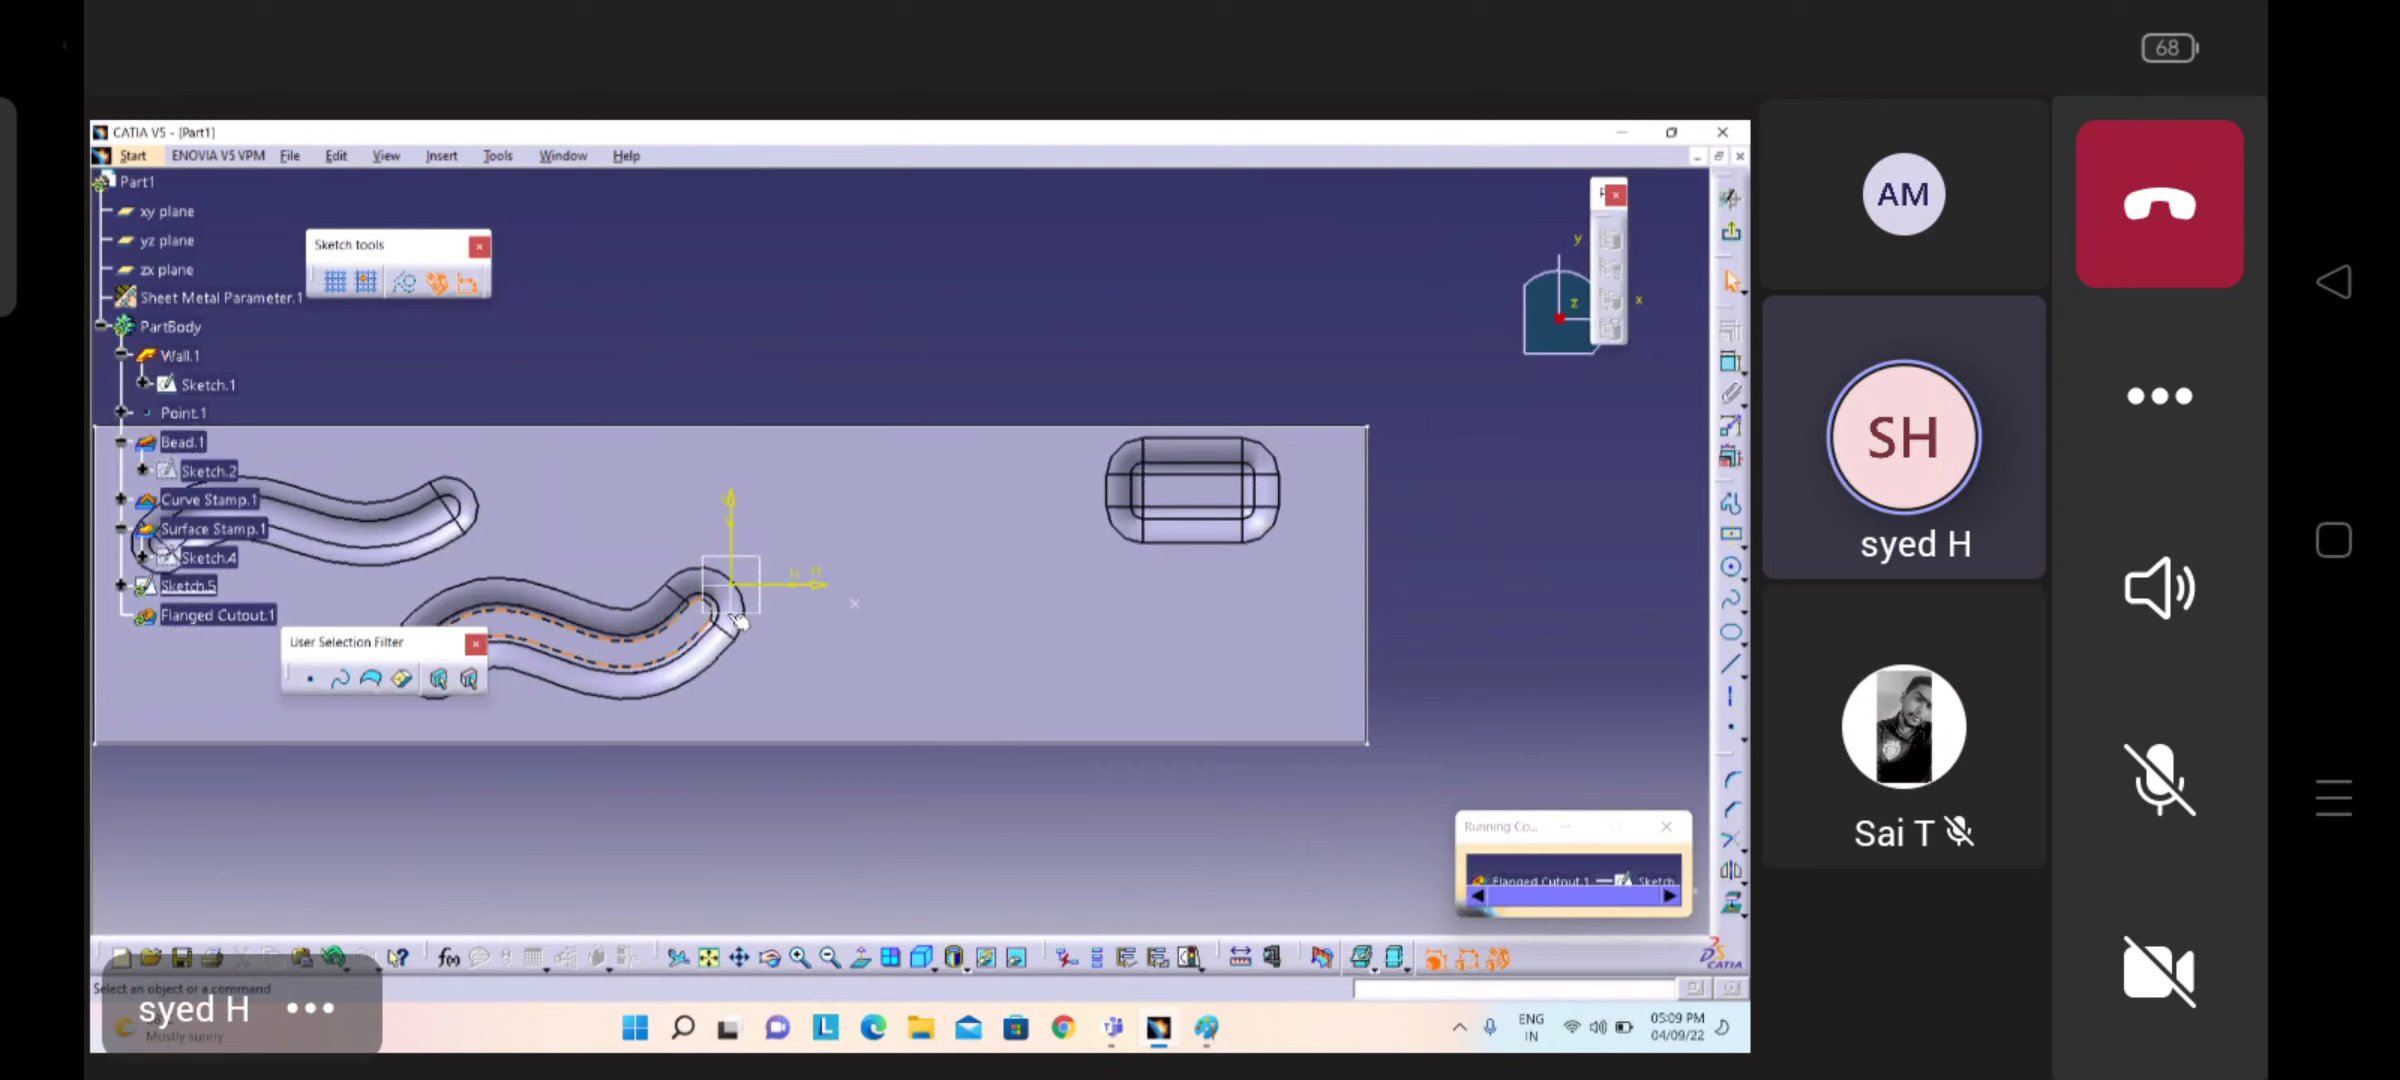 68
CATIA V5 - [Part1]
Start ENOVIA V5 VPM File Edit View Insert Tools Window Help
Part1
xy plane
yz plane
zx plane
Sheet Metal Parameter.1
PartBody
Wall.1
Sketch.1
Point.1
Bead.1
Sketch.2
Curve Stamp.1
Surface Stamp.1
Sketch.4
Sketch.5
Flanged Cutout.1
Sketch tools
User Selection Filter
y
z
x
V
H H
Running Co...
Flanged Cutout.1 Sketch.
f(x)
CATIA
Select an object or a command
syed H
Mostly sunny
L
ENG
IN
05:09 PM
04/09/22
AM
SH
syed H
Sai T